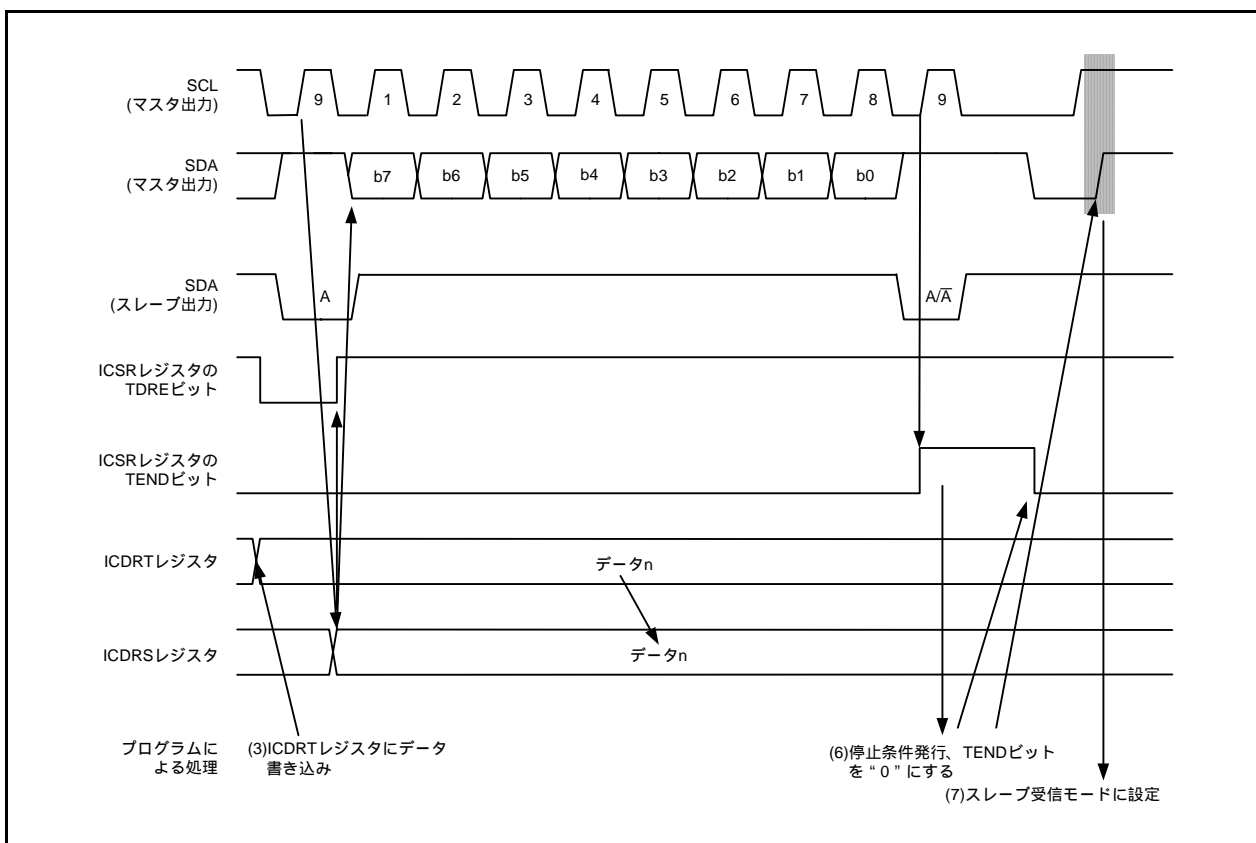 SCL
(マスタ出力)
9
1
2
3
4
5
6
7
8
9
SDA
(マスタ出力)
b7
b6
b5
b4
b3
b2
b1
b0
SDA
(スレーブ出力)
A
A/A̅
ICSRレジスタの
TDREビット
ICSRレジスタの
TENDビット
ICDRTレジスタ
データn
ICDRSレジスタ
データn
プログラムに
よる処理
(3)ICDRTレジスタにデータ
書き込み
(6)停止条件発行、TENDビット
を“0”にする
(7)スレーブ受信モードに設定